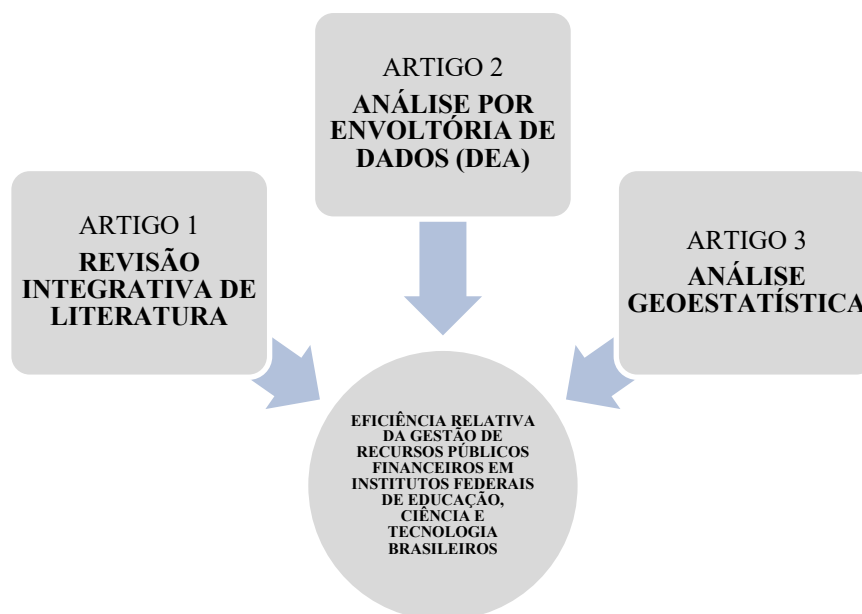 ARTIGO 1
REVISÃO
INTEGRATIVA DE
LITERATURA
ARTIGO 2
ANÁLISE POR
ENVOLTÓRIA DE
DADOS (DEA)
ARTIGO 3
ANÁLISE
GEOESTATÍSTICA
EFICIÊNCIA RELATIVA
DA GESTÃO DE
RECURSOS PÚBLICOS
FINANCEIROS EM
INSTITUTOS FEDERAIS
DE EDUCAÇÃO,
CIÊNCIA E
TECNOLOGIA
BRASILEIROS